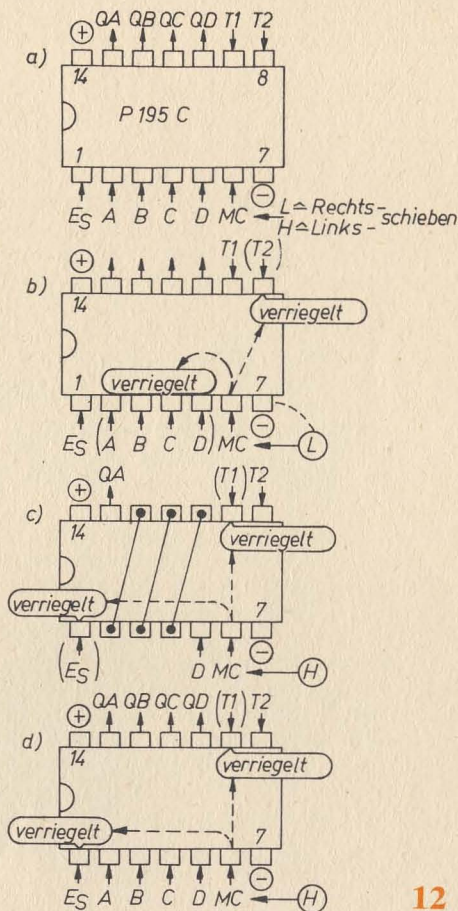 QA QB QC QD T1 T2
+
a)
14 8
P 195 C
1 7
−
ES A B C D MC L ≙ Rechts-
H ≙ Links- schieben
+ T1 (T2)
b)
14
verriegelt
verriegelt
1 7
−
ES (A B C D) MC L
QA (T1) T2
+
c)
14
verriegelt
verriegelt
7
−
(ES) D MC H
QA QB QC QD (T1) T2
+
d)
14
verriegelt
verriegelt
7
−
ES A B C D MC H
12